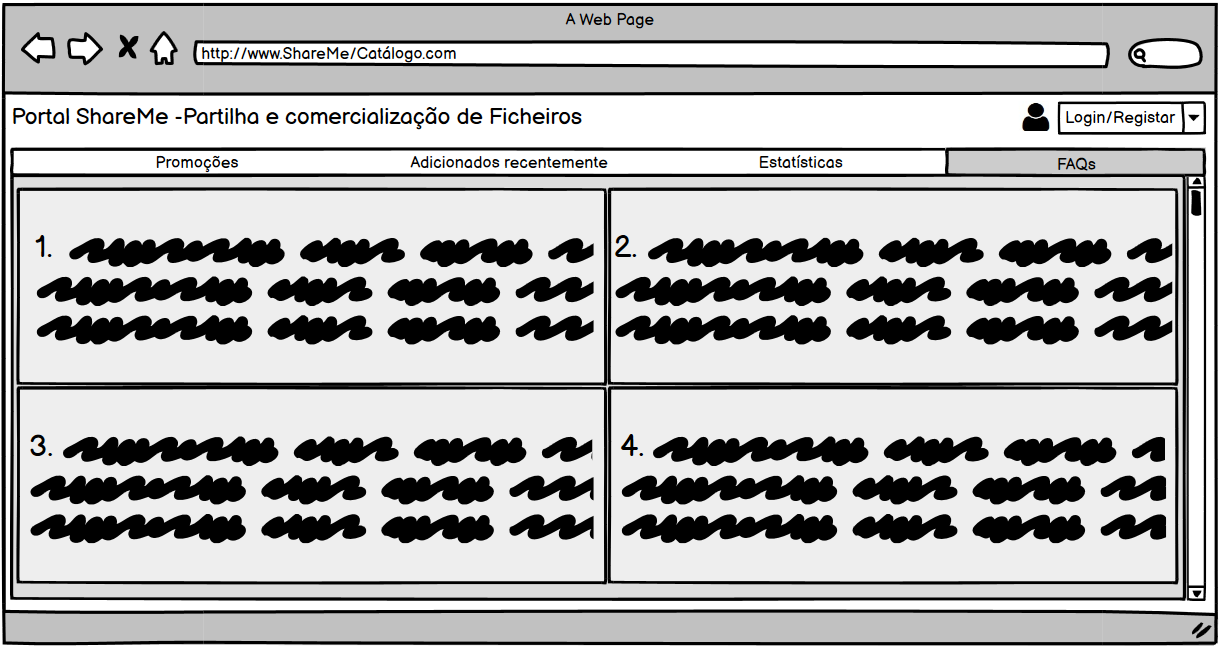 A Web Page
http://www.ShareMe/Catálogo.com
Portal ShareMe -Partilha e comercialização de Ficheiros
Login/Registar
Promoções Adicionados recentemente Estatísticas FAQs
1. 2.
3. 4.